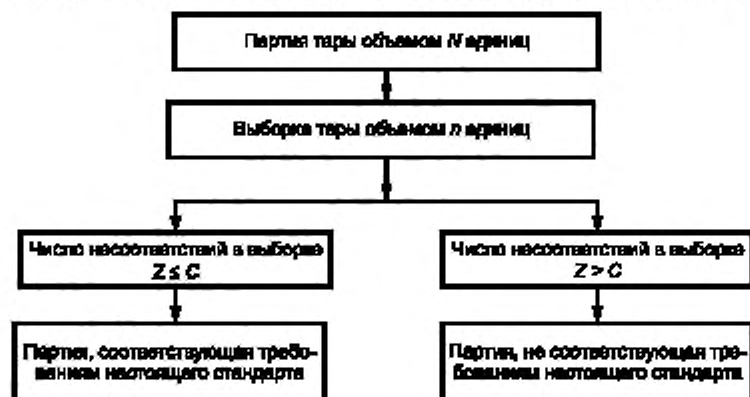 Партия тары объемом N единиц
Выборка тары объемом n единиц
Число несоответствий в выборке
Z ≤ C
Число несоответствий в выборке
Z > C
Партия, соответствующая требо-
ваниям настоящего стандарта
Партия, не соответствующая тре-
бованиям настоящего стандарта